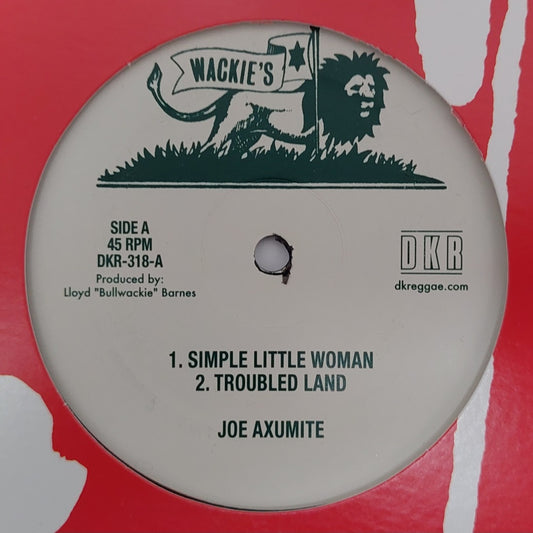 WACKIE'S
SIDE A
45 RPM
DKR-318-A
Produced by:
Lloyd "Bullwackie" Barnes
DKR
dkreggae.com
1. SIMPLE LITTLE WOMAN
2. TROUBLED LAND
JOE AXUMITE